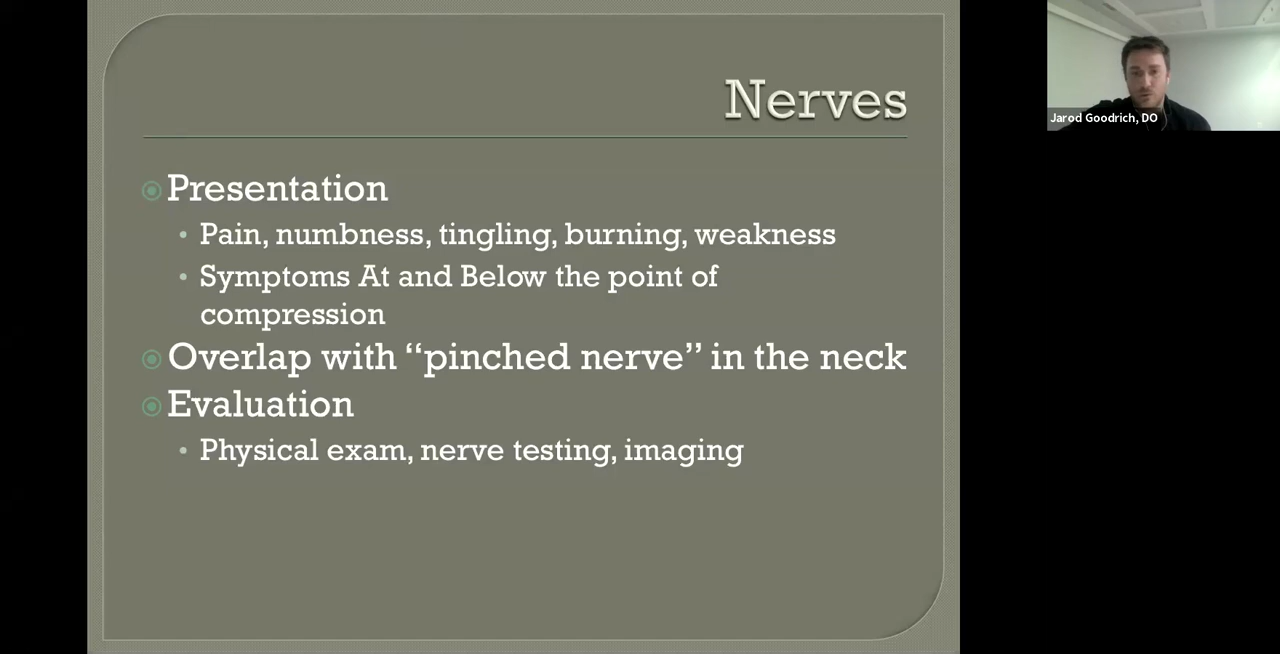 Nerves
Presentation
Pain, numbness, tingling, burning, weakness
Symptoms At and Below the point of
compression
Overlap with “pinched nerve” in the neck
Evaluation
Physical exam, nerve testing, imaging
Jarod Goodrich, DO